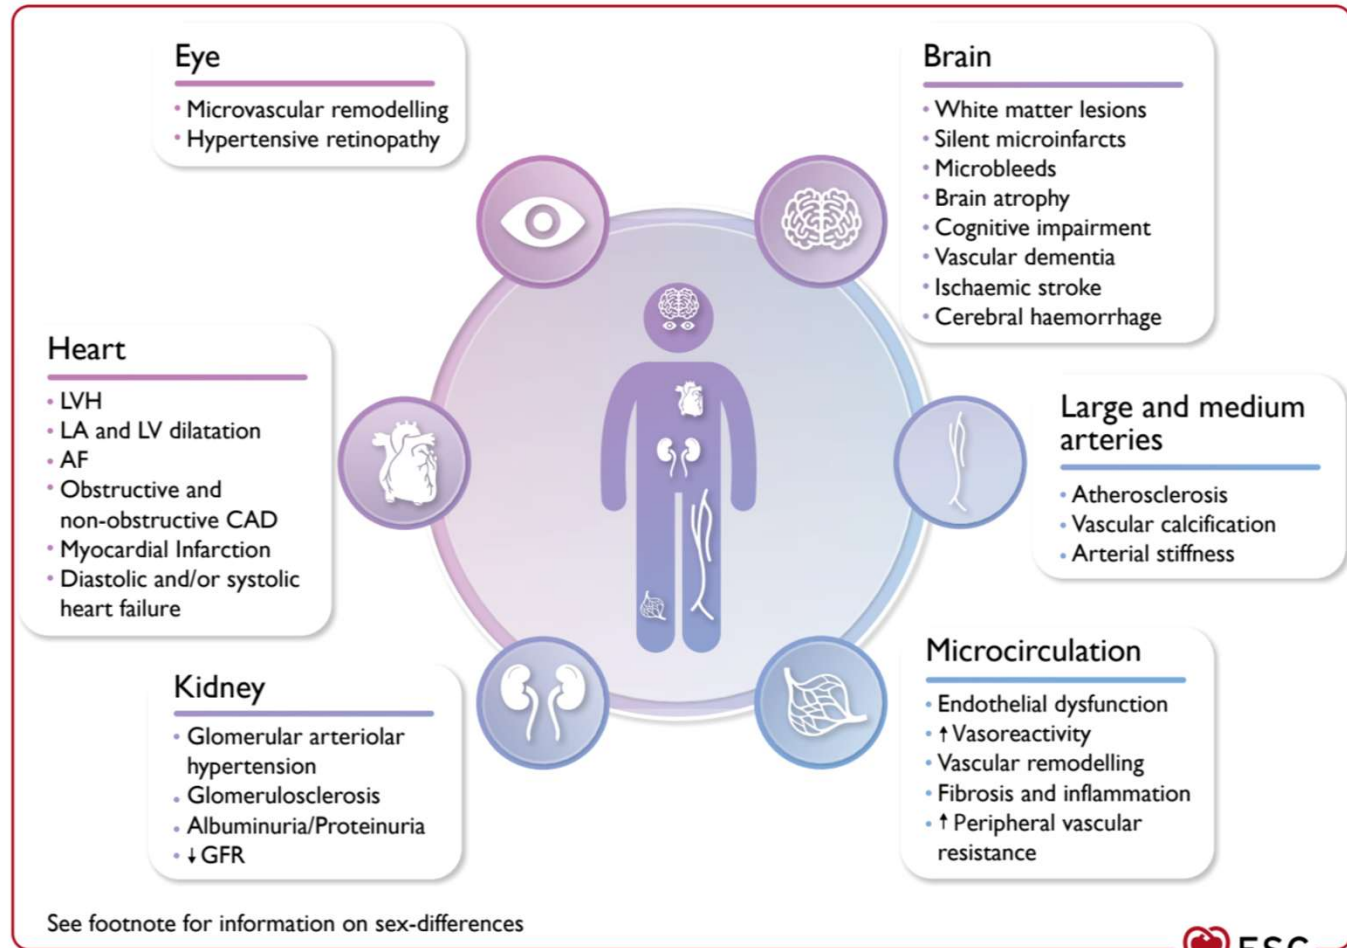 Eye
• Microvascular remodelling
• Hypertensive retinopathy
Brain
• White matter lesions
• Silent microinfarcts
• Microbleeds
• Brain atrophy
• Cognitive impairment
• Vascular dementia
• Ischaemic stroke
• Cerebral haemorrhage
Heart
• LVH
• LA and LV dilatation
• AF
• Obstructive and
non-obstructive CAD
• Myocardial Infarction
• Diastolic and/or systolic
heart failure
Large and medium
arteries
• Atherosclerosis
• Vascular calcification
• Arterial stiffness
Kidney
• Glomerular arteriolar
hypertension
• Glomerulosclerosis
• Albuminuria/Proteinuria
• ↓ GFR
Microcirculation
• Endothelial dysfunction
• ↑ Vasoreactivity
• Vascular remodelling
• Fibrosis and inflammation
• ↑ Peripheral vascular
resistance
See footnote for information on sex-differences
ESC